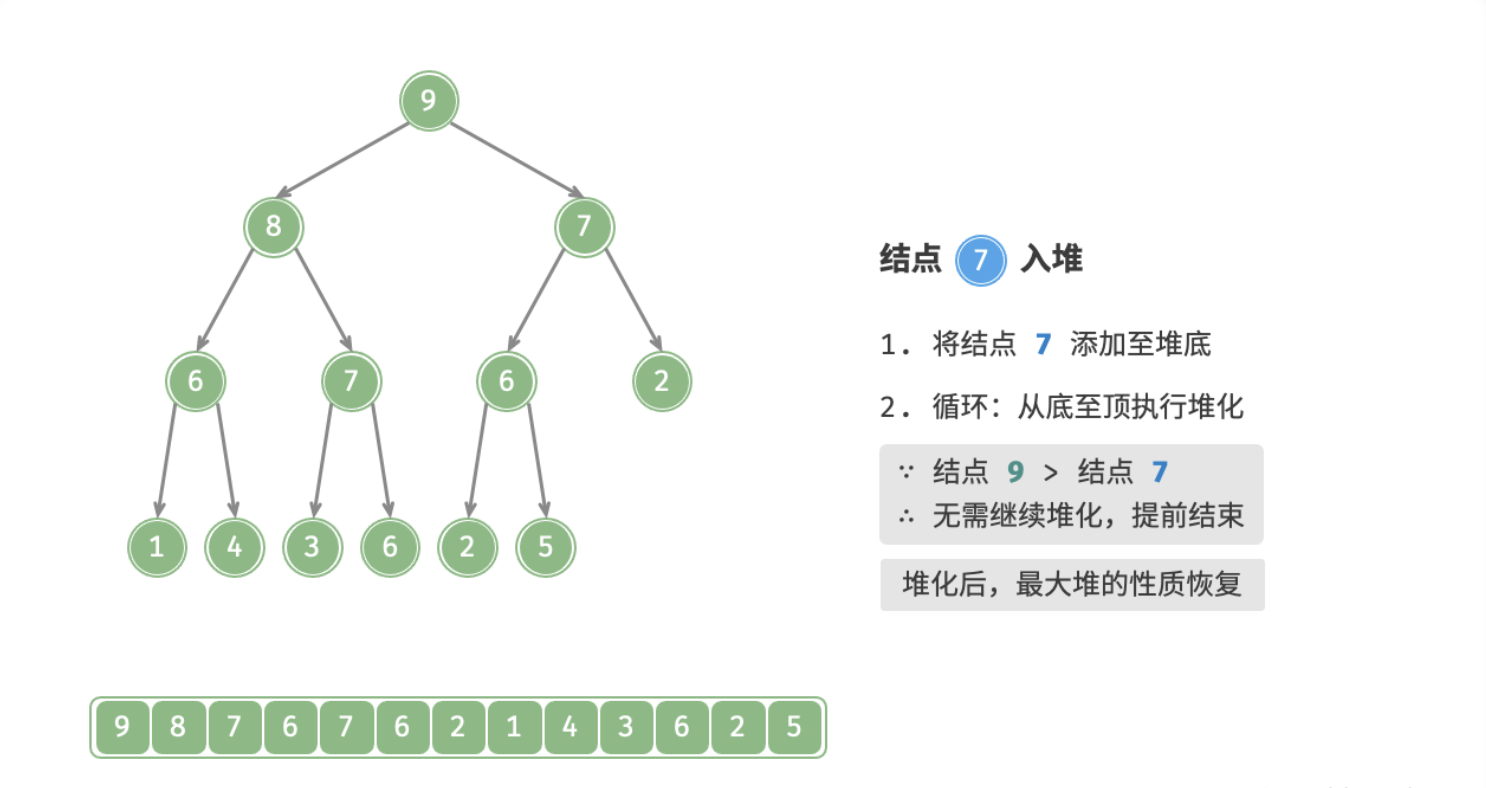 9
8 7
6 7 6 2
1 4 3 6 2 5
9 8 7 6 7 6 2 1 4 3 6 2 5
结点 7 入堆
1. 将结点 7 添加至堆底
2. 循环：从底至顶执行堆化
∵ 结点 9 > 结点 7
∴ 无需继续堆化，提前结束
堆化后，最大堆的性质恢复